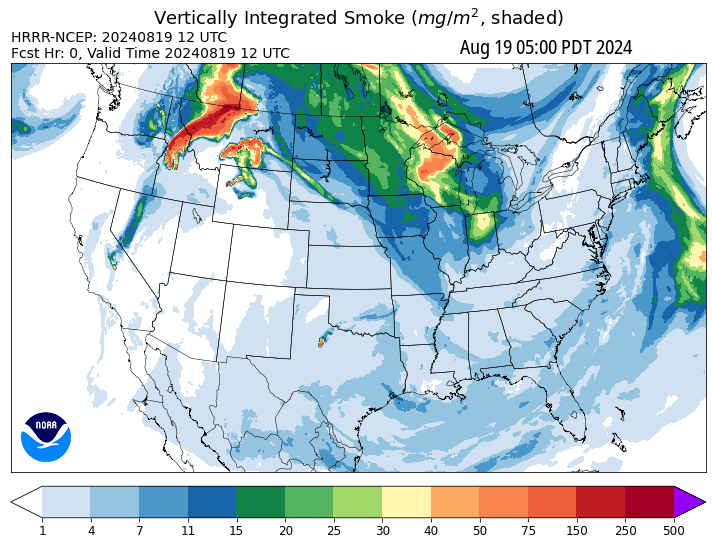 Vertically Integrated Smoke (mg/m², shaded)
HRRR-NCEP: 20240819 12 UTC
Fcst Hr: 0, Valid Time 20240819 12 UTC
Aug 19 05:00 PDT 2024
NOAA
1 4 7 11 15 20 25 30 40 50 75 150 250 500